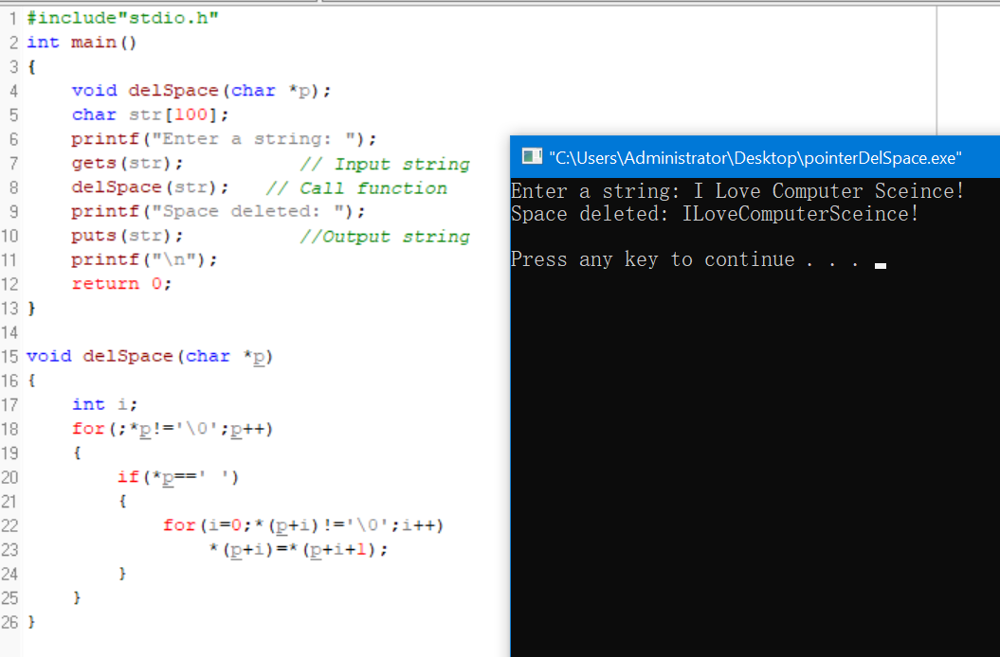 1 #include"stdio.h"
2 int main()
3 {
4     void delSpace(char *p);
5     char str[100];
6     printf("Enter a string: ");
7     gets(str);          // Input string
8     delSpace(str);   // Call function
9     printf("Space deleted: ");
10     puts(str);          //Output string
11     printf("\n");
12     return 0;
13 }
14
15 void delSpace(char *p)
16 {
17     int i;
18     for(;*p!='\0';p++)
19     {
20         if(*p==' ')
21         {
22             for(i=0;*(p+i)!='\0';i++)
23                 *(p+i)=*(p+i+1);
24         }
25     }
26 }
"C:\Users\Administrator\Desktop\pointerDelSpace.exe"
Enter a string: I Love Computer Sceince!
Space deleted: ILoveComputerSceince!
Press any key to continue . . .